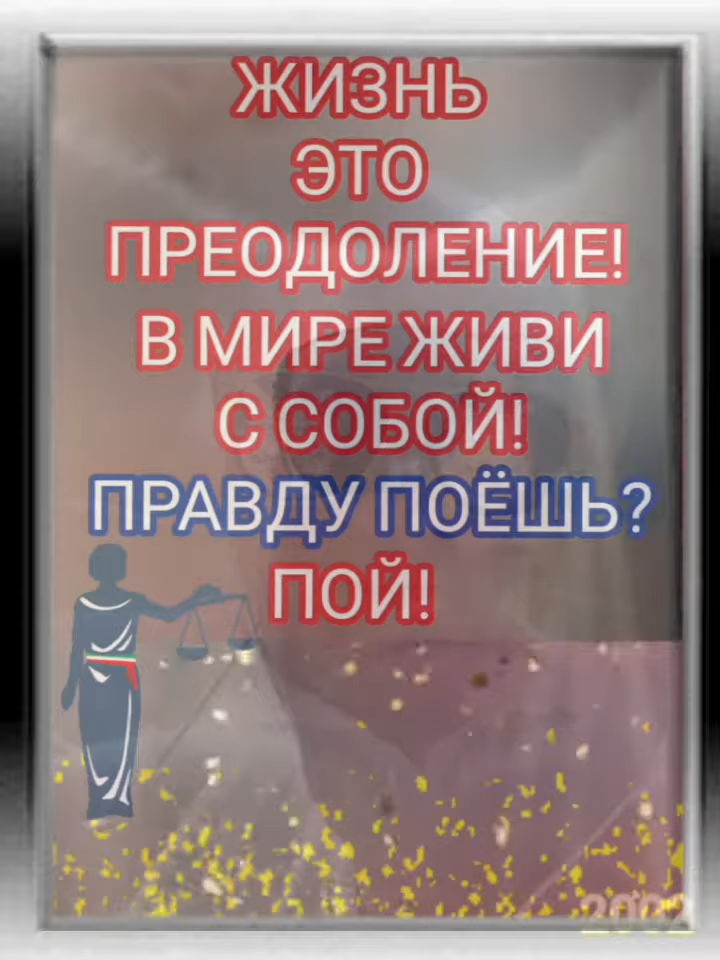 ЖИЗНЬ
ЭТО
ПРЕОДОЛЕНИЕ!
В МИРЕ ЖИВИ
С СОБОЙ!
ПРАВДУ ПОЁШЬ?
ПОЙ!